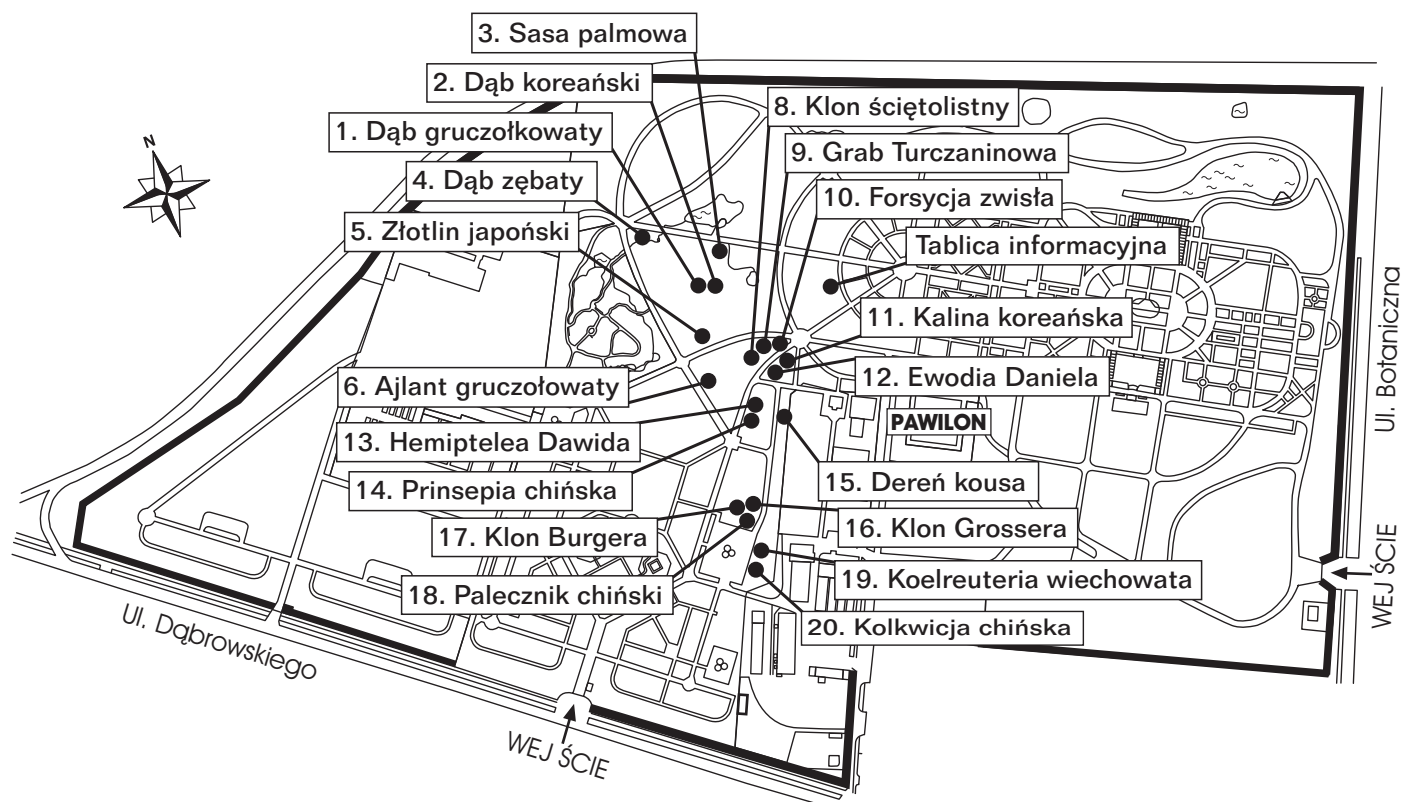 3. Sasa palmowa
2. Dąb koreański
8. Klon ściętolistny
1. Dąb gruczołkowaty
9. Grab Turczaninowa
N
4. Dąb zębaty
10. Forsycja zwisła
5. Złotlin japoński
Tablica informacyjna
11. Kalina koreańska
6. Ajlant gruczołowaty
12. Ewodia Daniela
PAWILON
Ul. Botaniczna
13. Hemiptelea Dawida
14. Prinsepia chińska
15. Dereń kousa
17. Klon Burgera
16. Klon Grossera
18. Palecznik chiński
19. Koelreuteria wiechowata
20. Kolkwicja chińska
WEJ ŚCIE
Ul. Dąbrowskiego
WEJ ŚCIE